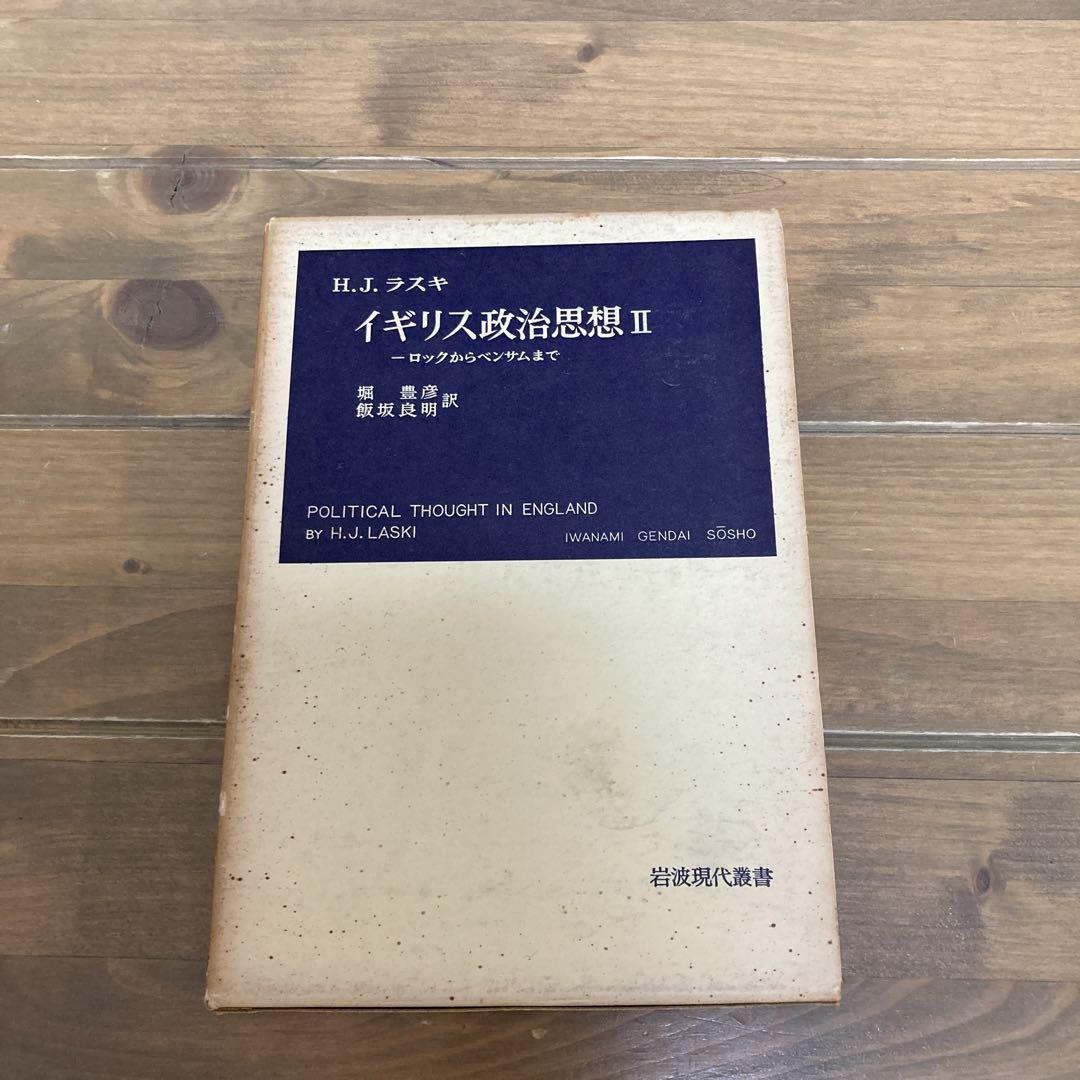 H.J. ラスキ
イギリス政治思想 II
—ロックからベンサムまで
堀 豊彦
飯坂良明 訳
POLITICAL THOUGHT IN ENGLAND
BY H.J. LASKI
IWANAMI GENDAI SŌSHO
岩波現代叢書